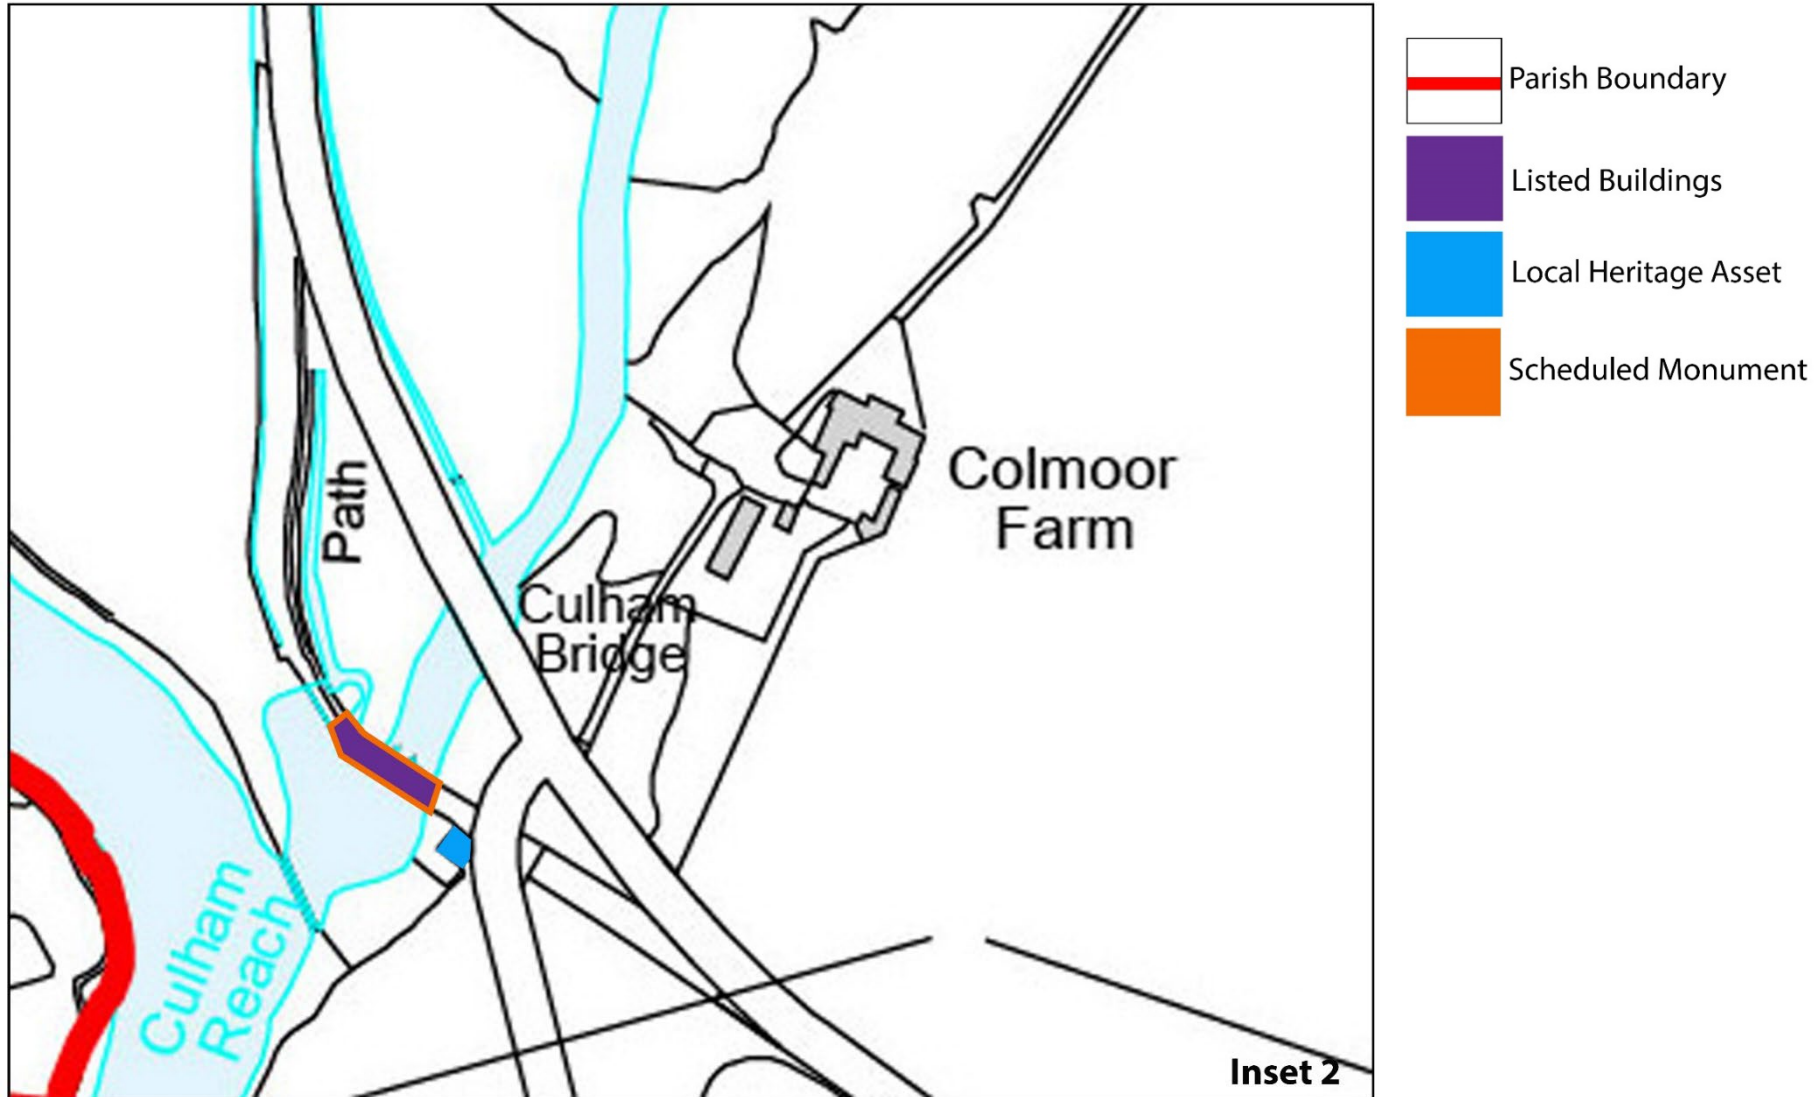 Path
Colmoor
Farm
Culham
Bridge
Culham
Reach
Inset 2
Parish Boundary
Listed Buildings
Local Heritage Asset
Scheduled Monument